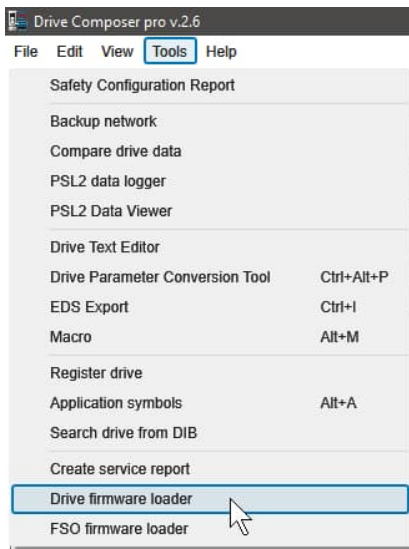 Drive Composer pro v.2.6
File Edit View Tools Help
Safety Configuration Report
Backup network
Compare drive data
PSL2 data logger
PSL2 Data Viewer
Drive Text Editor
Drive Parameter Conversion Tool Ctrl+Alt+P
EDS Export Ctrl+I
Macro Alt+M
Register drive
Application symbols Alt+A
Search drive from DIB
Create service report
Drive firmware loader
FSO firmware loader